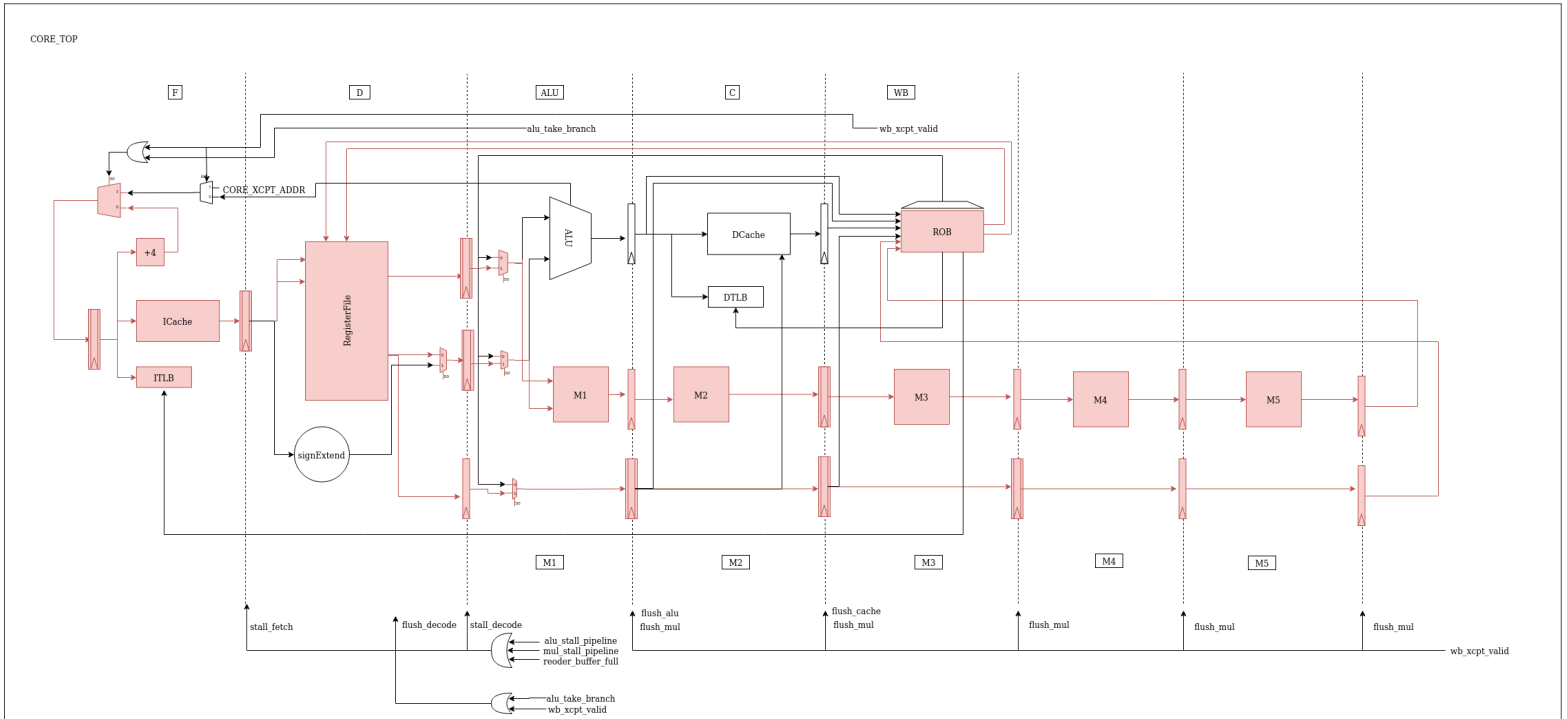 CORE_TOP
F
D
ALU
C
WB
alu_take_branch
wb_xcpt_valid
CORE_XCPT_ADDR
+4
ICache
ITLB
RegisterFile
signExtend
ALU
DCache
DTLB
ROB
M1
M2
M3
M4
M5
M1
M2
M3
M4
M5
stall_fetch
flush_decode
stall_decode
alu_stall_pipeline
mul_stall_pipeline
reoder_buffer_full
alu_take_branch
wb_xcpt_valid
flush_alu
flush_mul
flush_cache
flush_mul
flush_mul
flush_mul
flush_mul
wb_xcpt_valid